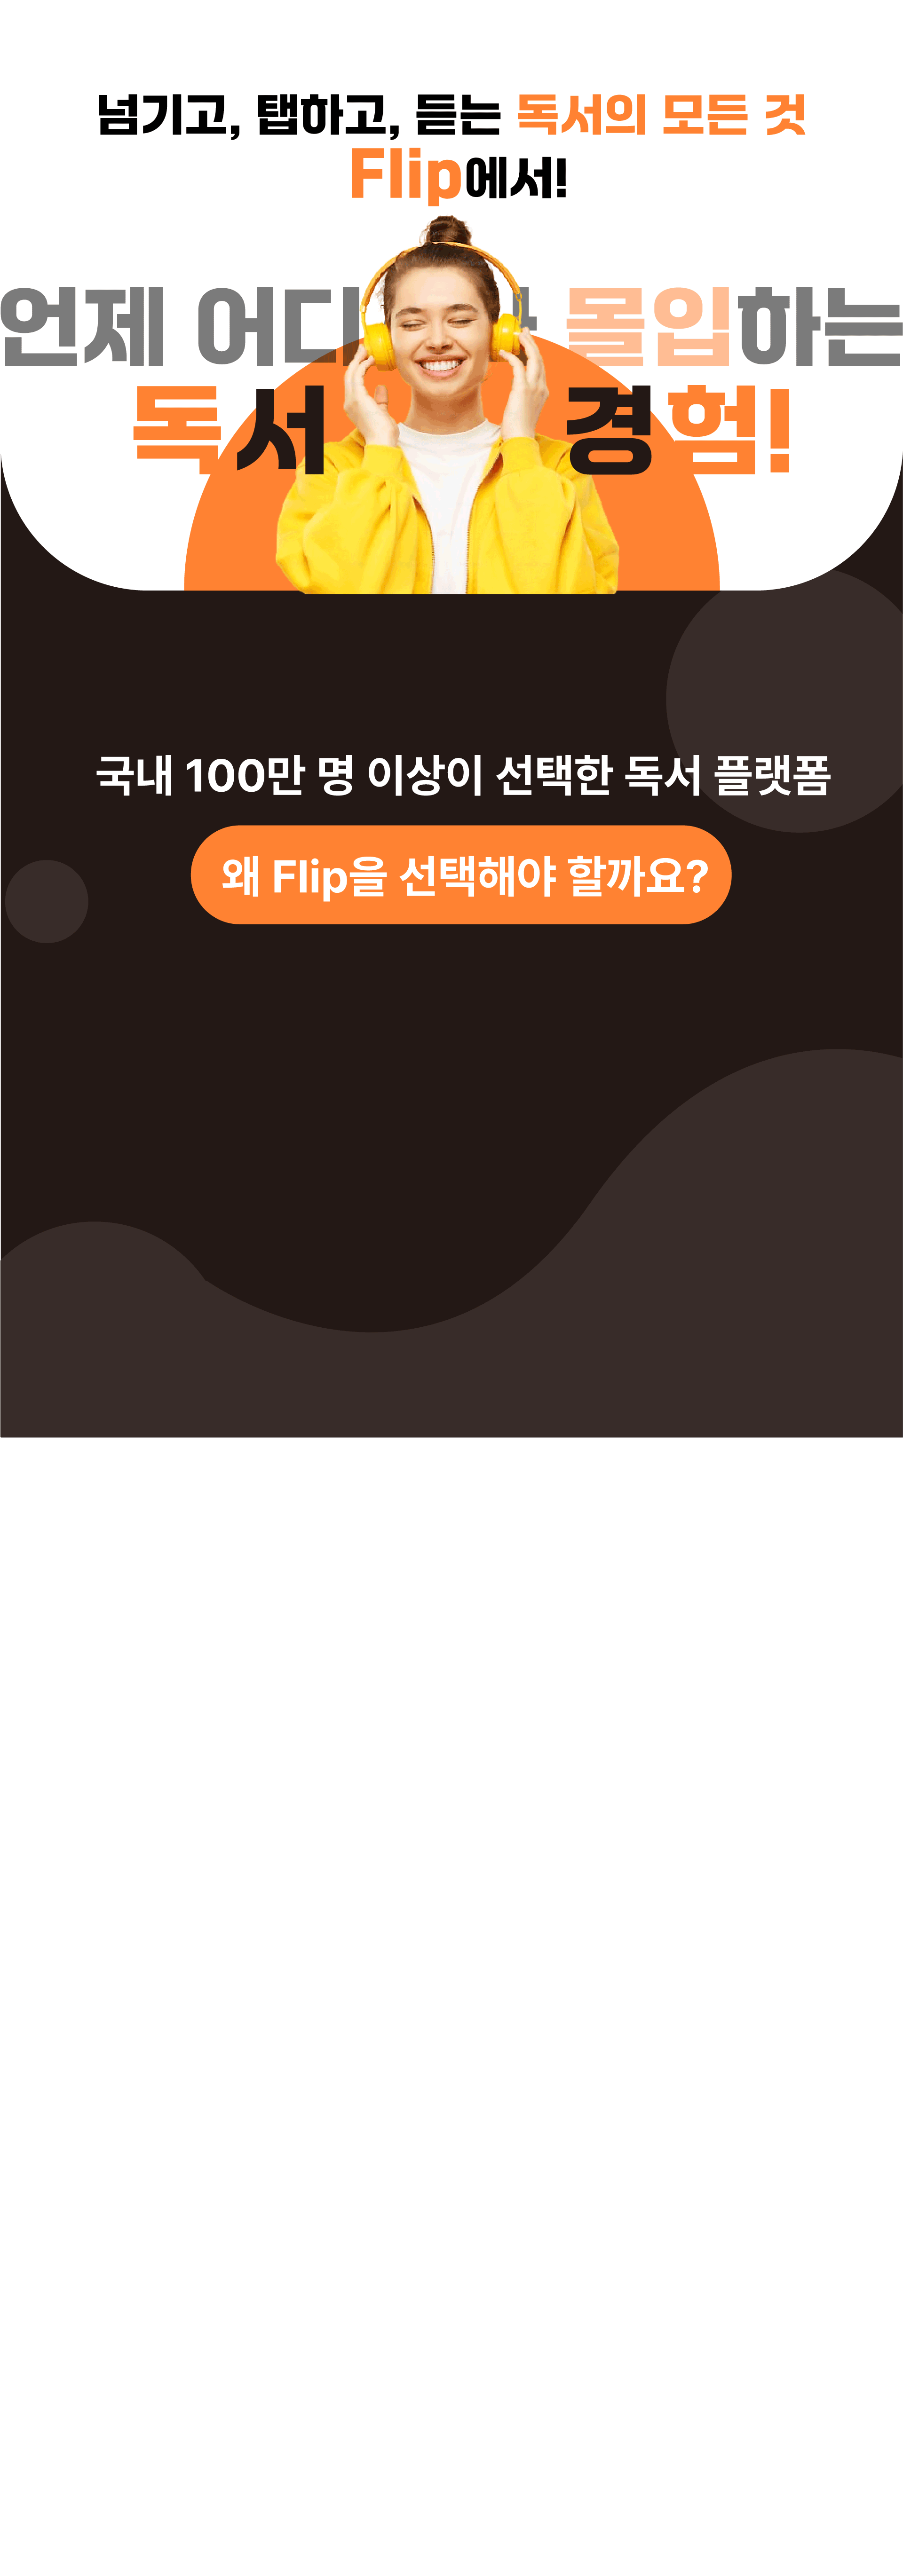 넘기고, 탭하고, 듣는 독서의 모든 것
Flip에서!
언제 어디 몰입하는
독서 경험!
국내 100만 명 이상이 선택한 독서 플랫폼
왜 Flip을 선택해야 할까요?